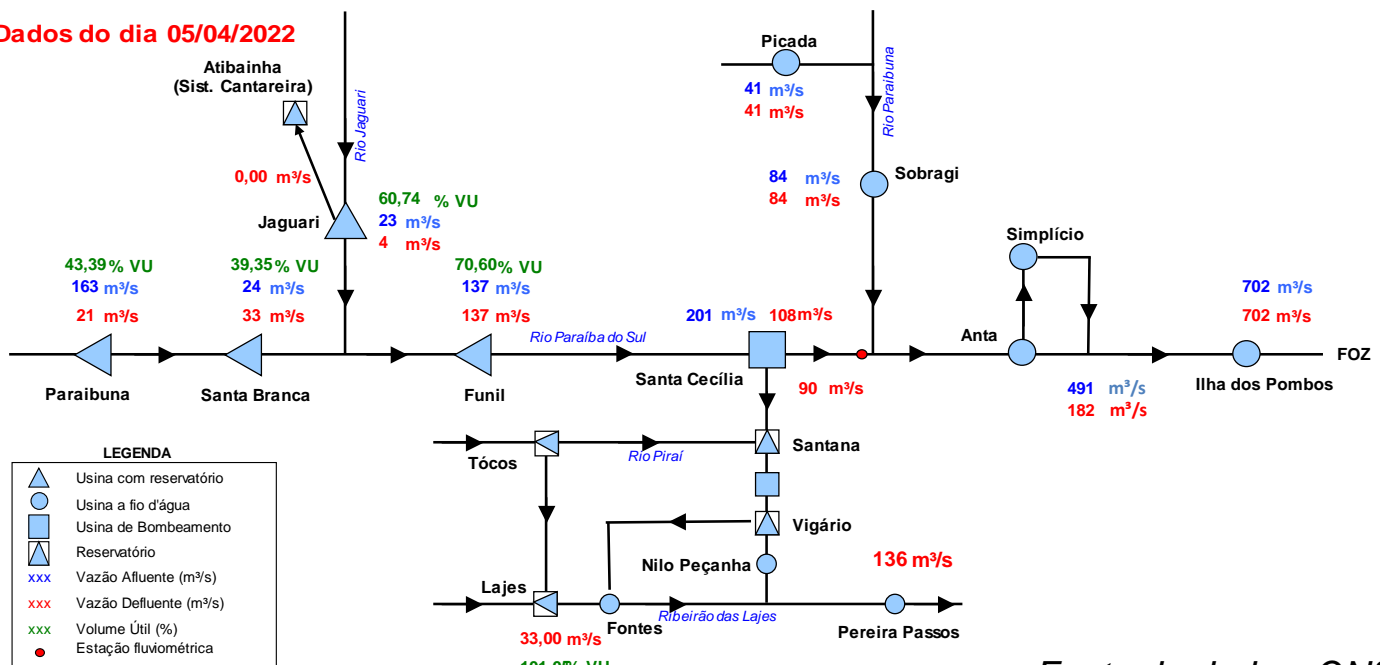 Dados do dia 05/04/2022
Atibainha
(Sist. Cantareira)
Rio Jaguari
0,00 m³/s
Jaguari
60,74 % VU
23 m³/s
4 m³/s
Picada
41 m³/s
41 m³/s
Rio Paraibuna
84 m³/s
84 m³/s
Sobragi
43,39% VU
163 m³/s
21 m³/s
Paraibuna
39,35% VU
24 m³/s
33 m³/s
Santa Branca
70,60% VU
137 m³/s
137 m³/s
Funil
Rio Paraíba do Sul
201 m³/s 108m³/s
Santa Cecília
90 m³/s
Simplício
Anta
491 m³/s
182 m³/s
702 m³/s
702 m³/s
Ilha dos Pombos
FOZ
Tócos
Rio Piraí
Santana
Vigário
Nilo Peçanha
136 m³/s
Lajes
Fontes
Ribeirão das Lajes
Pereira Passos
33,00 m³/s
% VU
LEGENDA
Usina com reservatório
Usina a fio d'água
Usina de Bombeamento
Reservatório
xxx Vazão Afluente (m³/s)
xxx Vazão Defluente (m³/s)
xxx Volume Útil (%)
Estação fluviométrica